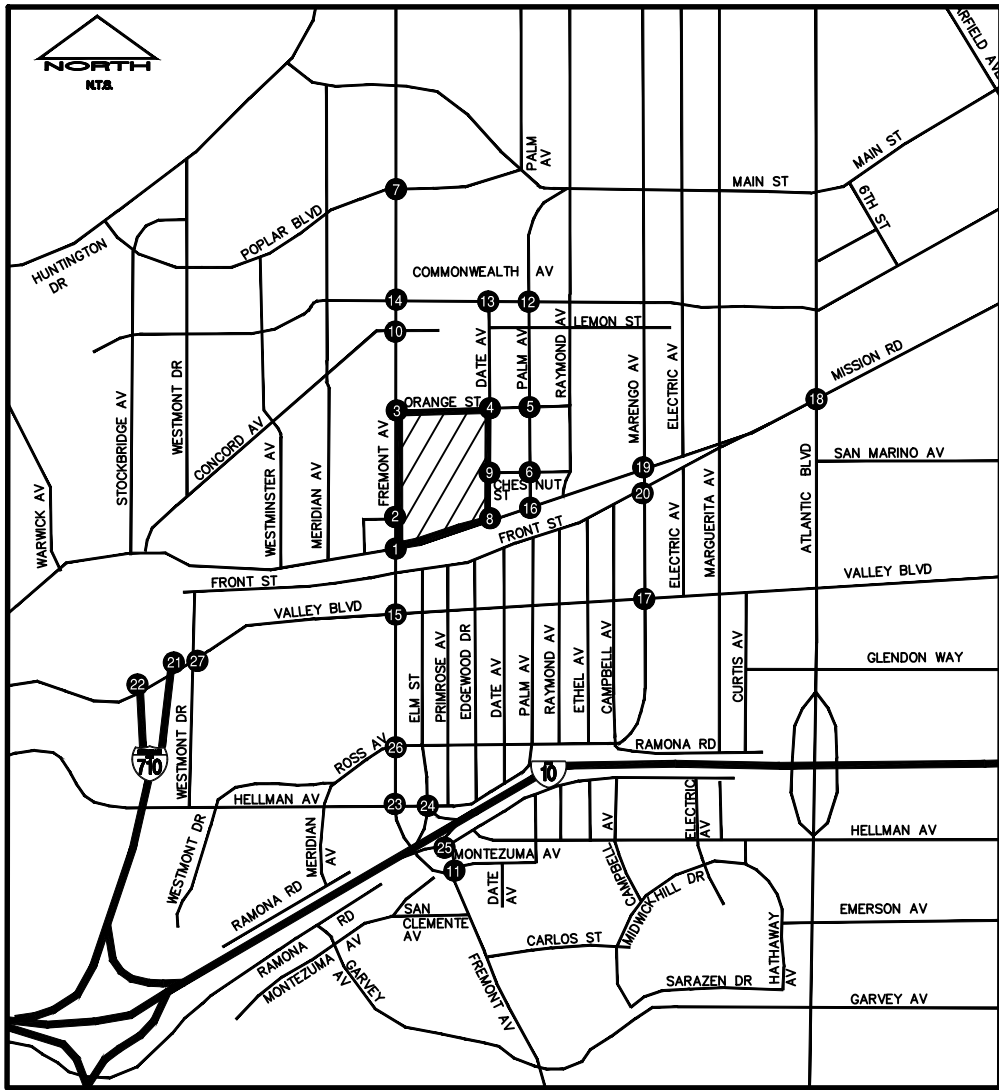 NORTH
N.T.S.
ARFIELD AVE
PALM
AV
MAIN ST
MAIN ST
7
6TH ST
POPLAR BLVD
HUNTINGTON
DR
COMMONWEALTH AV
14
13
12
10
LEMON ST
DATE AV
PALM AV
RAYMOND AV
MARENGO AV
ELECTRIC AV
MISSION RD
STOCKBRIDGE AV
WESTMONT DR
CONCORD AV
FREMONT AV
3
ORANGE ST
4
5
18
WARWICK AV
WESTMINSTER AV
MERIDIAN AV
9
6
CHESTNUT
ST
19
20
SAN MARINO AV
ATLANTIC BLVD
2
8
16
1
FRONT ST
ELECTRIC AV
MARGUERITA AV
FRONT ST
VALLEY BLVD
VALLEY BLVD
15
17
21
27
22
ELM ST
PRIMROSE AV
EDGEWOOD DR
DATE AV
PALM AV
RAYMOND AV
ETHEL AV
CAMPBELL AV
CURTIS AV
GLENDON WAY
WESTMONT DR
710
ROSS AV
26
RAMONA RD
10
HELLMAN AV
23
24
HELLMAN AV
WESTMONT DR
MERIDIAN
AV
25
MONTEZUMA AV
11
CAMPBELL AV
ELECTRIC
AV
DATE
AV
MIDWICKHILL DR
RAMONA RD
SAN
CLEMENTE
AV
EMERSON AV
RAMONA RD
MONTEZUMA AV
GARVEY
AV
CARLOS ST
FREMONT AV
HATHAWAY
AV
SARAZEN DR
GARVEY AV